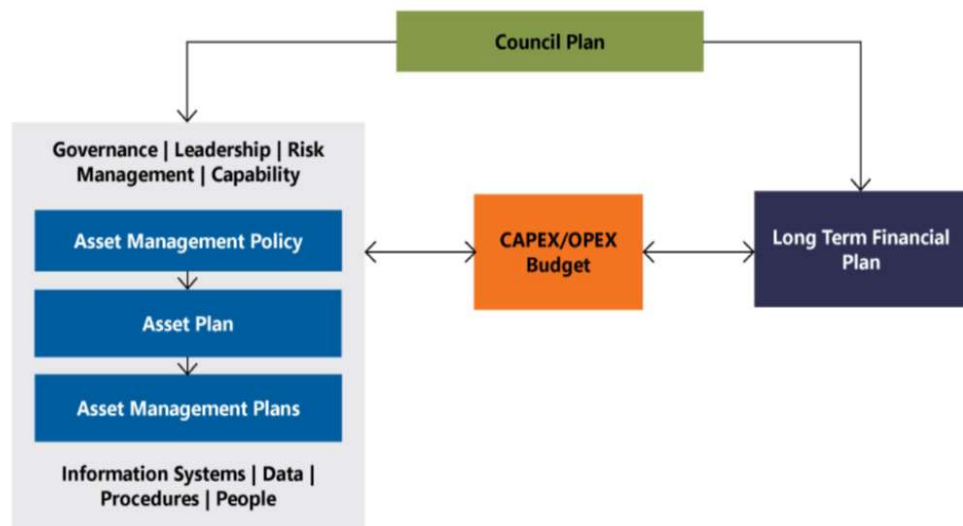 Council Plan
Governance | Leadership | Risk
Management | Capability
Asset Management Policy
Asset Plan
Asset Management Plans
Information Systems | Data |
Procedures | People
CAPEX/OPEX
Budget
Long Term Financial
Plan